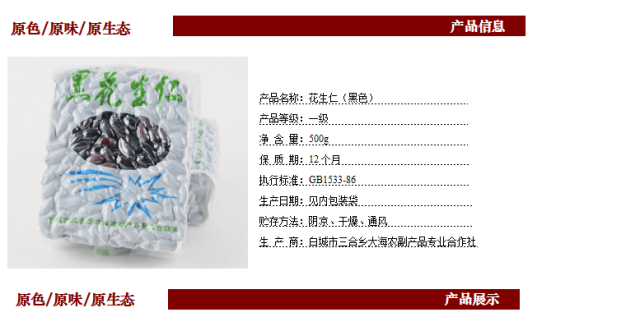 原色/原味/原生态
产品信息
黑花生仁
产品名称：花生仁（黑色）
产品等级：一级
净 含 量：500g
保 质 期：12个月
执行标准：GB1533-86
生产日期：见内包装袋
贮存方法：阴凉、干燥、通风
生 产 商：白城市三合乡大海农副产品专业合作社
原色/原味/原生态
产品展示